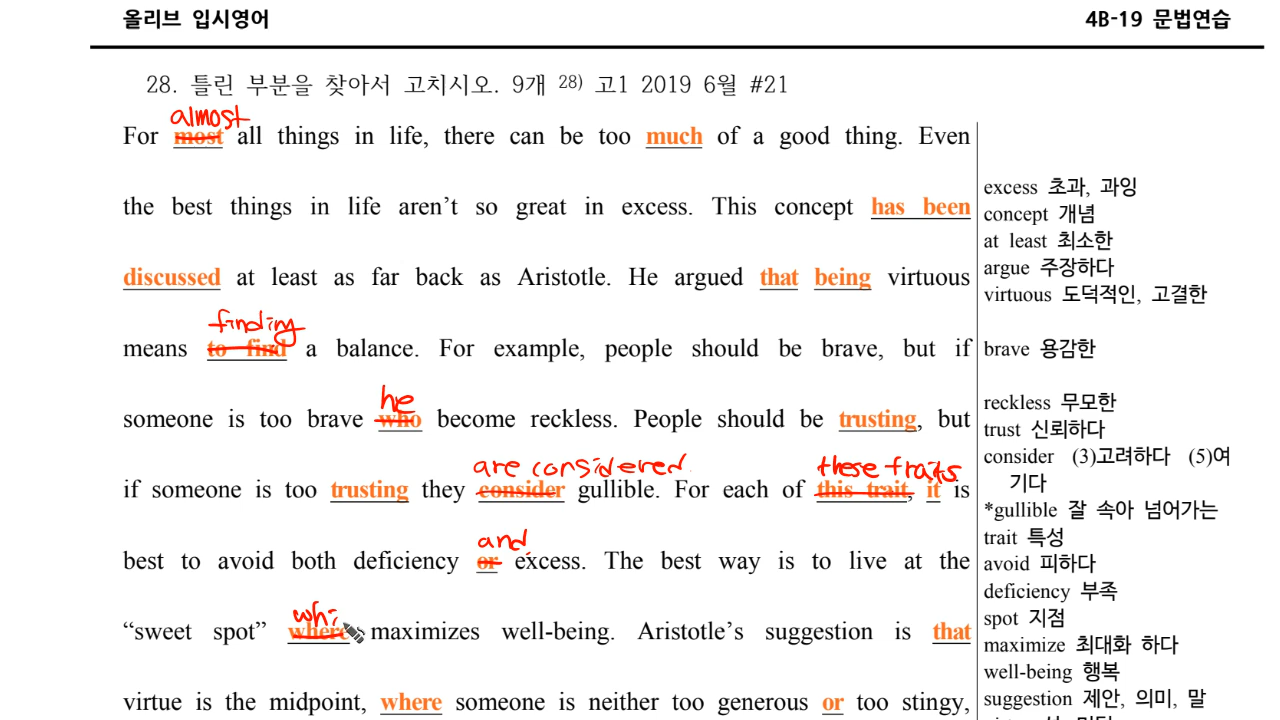 올리브 입시영어 4B-19 문법연습
28. 틀린 부분을 찾아서 고치시오. 9개 28) 고1 2019 6월 #21
almost
For most all things in life, there can be too much of a good thing. Even
the best things in life aren't so great in excess. This concept has been
discussed at least as far back as Aristotle. He argued that being virtuous
finding
means to find a balance. For example, people should be brave, but if
he
someone is too brave who become reckless. People should be trusting, but
are considered these traits
if someone is too trusting they consider gullible. For each of this trait, it is
and
best to avoid both deficiency or excess. The best way is to live at the
whi
“sweet spot” where maximizes well-being. Aristotle's suggestion is that
virtue is the midpoint, where someone is neither too generous or too stingy,
excess 초과, 과잉
concept 개념
at least 최소한
argue 주장하다
virtuous 도덕적인, 고결한
brave 용감한
reckless 무모한
trust 신뢰하다
consider (3)고려하다 (5)여
기다
*gullible 잘 속아 넘어가는
trait 특성
avoid 피하다
deficiency 부족
spot 지점
maximize 최대화 하다
well-being 행복
suggestion 제안, 의미, 말